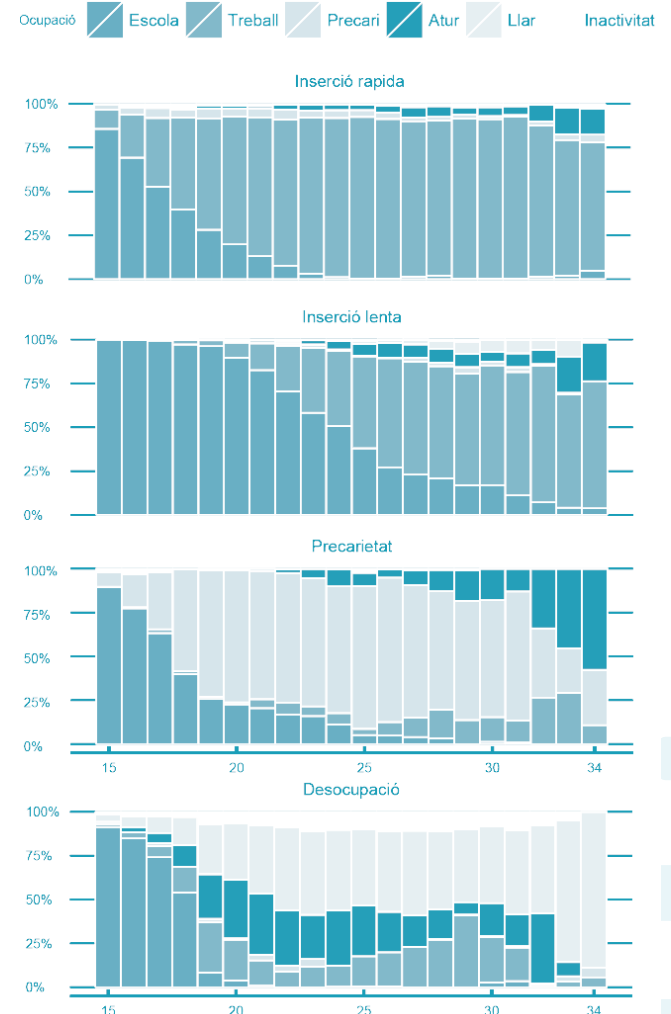 Ocupació Escola Treball Precari Atur Llar Inactivitat
Inserció rapida
100%
75%
50%
25%
0%
Inserció lenta
100%
75%
50%
25%
0%
Precarietat
100%
75%
50%
25%
0%
15 20 25 30 34
Desocupació
100%
75%
50%
25%
0%
15 20 25 30 34